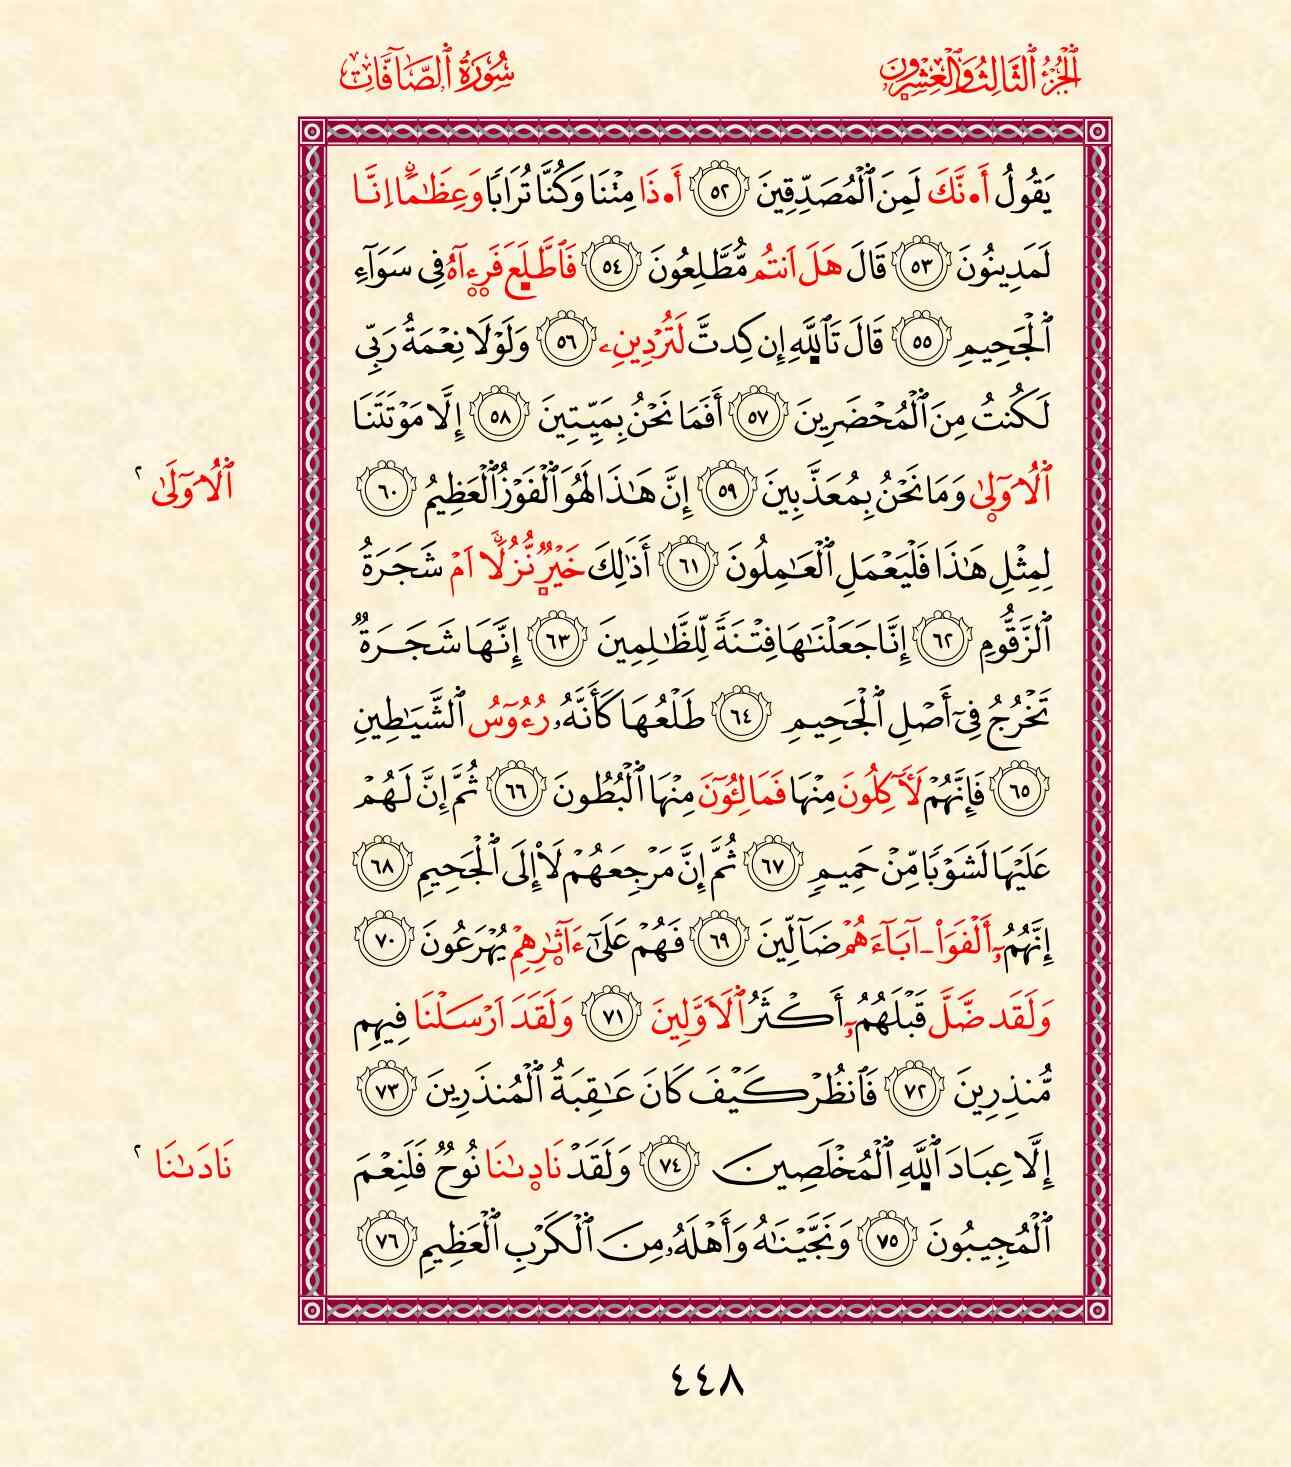 ٱلۡجُزۡءُ ٱلثَّالِثُ وَٱلۡعِشۡرُونَ
سُورَةُ ٱلصَّآفَّاتِ
يَقُولُ أَ•نَّكَ لَمِنَ ٱلۡمُصَدِّقِينَ ٥٢ أَ•ذَا مِتۡنَا وَكُنَّا تُرَابٗا وَعِظَٰمًا اِنَّا
لَمَدِينُونَ ٥٣ قَالَ هَلَ اَنتُم مُّطَّلِعُونَ ٥٤ فَٱطَّلَعَ فَرَءِاهُ فِي سَوَآءِ
ٱلۡجَحِيمِ ٥٥ قَالَ تَٱللَّهِ إِن كِدتَّ لَتُرۡدِينِۦ ٥٦ وَلَوۡلَا نِعۡمَةُ رَبِّي
لَكُنتُ مِنَ ٱلۡمُحۡضَرِينَ ٥٧ أَفَمَا نَحۡنُ بِمَيِّتِينَ ٥٨ إِلَّا مَوۡتَتَنَا
ٱلُاولَىٰ وَمَا نَحۡنُ بِمُعَذَّبِينَ ٥٩ إِنَّ هَٰذَا لَهُوَ ٱلۡفَوۡزُ ٱلۡعَظِيمُ ٦٠
ٱلُاولَىٰ ٢
لِمِثۡلِ هَٰذَا فَلۡيَعۡمَلِ ٱلۡعَٰمِلُونَ ٦١ أَذَٰلِكَ خَيۡرٞ نُّزُلًا اَمۡ شَجَرَةُ
ٱلزَّقُّومِ ٦٢ إِنَّا جَعَلۡنَٰهَا فِتۡنَةٗ لِّلظَّٰلِمِينَ ٦٣ إِنَّهَا شَجَرَةٞ
تَخۡرُجُ فِيٓ أَصۡلِ ٱلۡجَحِيمِ ٦٤ طَلۡعُهَا كَأَنَّهُۥ رُءُوسُ ٱلشَّيَٰطِينِ
٦٥ فَإِنَّهُمۡ لَأٓكِلُونَ مِنۡهَا فَمَالِـُٔونَ مِنۡهَا ٱلۡبُطُونَ ٦٦ ثُمَّ إِنَّ لَهُمۡ
عَلَيۡهَا لَشَوۡبٗا مِّنۡ حَمِيمٖ ٦٧ ثُمَّ إِنَّ مَرۡجِعَهُمۡ لَأْإِلَى ٱلۡجَحِيمِ ٦٨
إِنَّهُمُۥٓ أَلۡفَوَاْ ـ اٰبَآءَهُمۡ ضَآلِّينَ ٦٩ فَهُمۡ عَلَىٰٓ ءَاثَٰرِهِمۡ يُهۡرَعُونَ ٧٠
وَلَقَد ضَّلَّ قَبۡلَهُمُۥٓ أَكۡثَرُ ٱلَاوَّلِينَ ٧١ وَلَقَدَ اَرۡسَلۡنَا فِيهِم
مُّنذِرِينَ ٧٢ فَٱنظُرۡ كَيۡفَ كَانَ عَٰقِبَةُ ٱلۡمُنذَرِينَ ٧٣
إِلَّا عِبَادَ ٱللَّهِ ٱلۡمُخۡلَصِينَ ٧٤ وَلَقَدۡ نَادٜىٰنَا نُوحٞ فَلَنِعۡمَ
نَادَىٰنَا ٢
ٱلۡمُجِيبُونَ ٧٥ وَنَجَّيۡنَٰهُ وَأَهۡلَهُۥ مِنَ ٱلۡكَرۡبِ ٱلۡعَظِيمِ ٧٦
٤٤٨